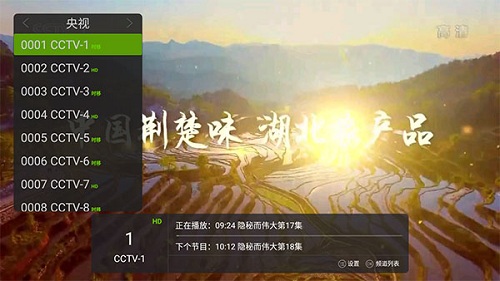 央视
高清
0001 CCTV-1 时移
0002 CCTV-2 HD
0003 CCTV-3 时移
0004 CCTV-4 HD
0005 CCTV-5 时移
0006 CCTV-6 时移
0007 CCTV-7 HD
0008 CCTV-8 时移
国荆楚味 湖北 产品
1
CCTV-1
HD
正在播放：09:24 隐秘而伟大第17集
下个节目：10:12 隐秘而伟大第18集
设置 频道列表